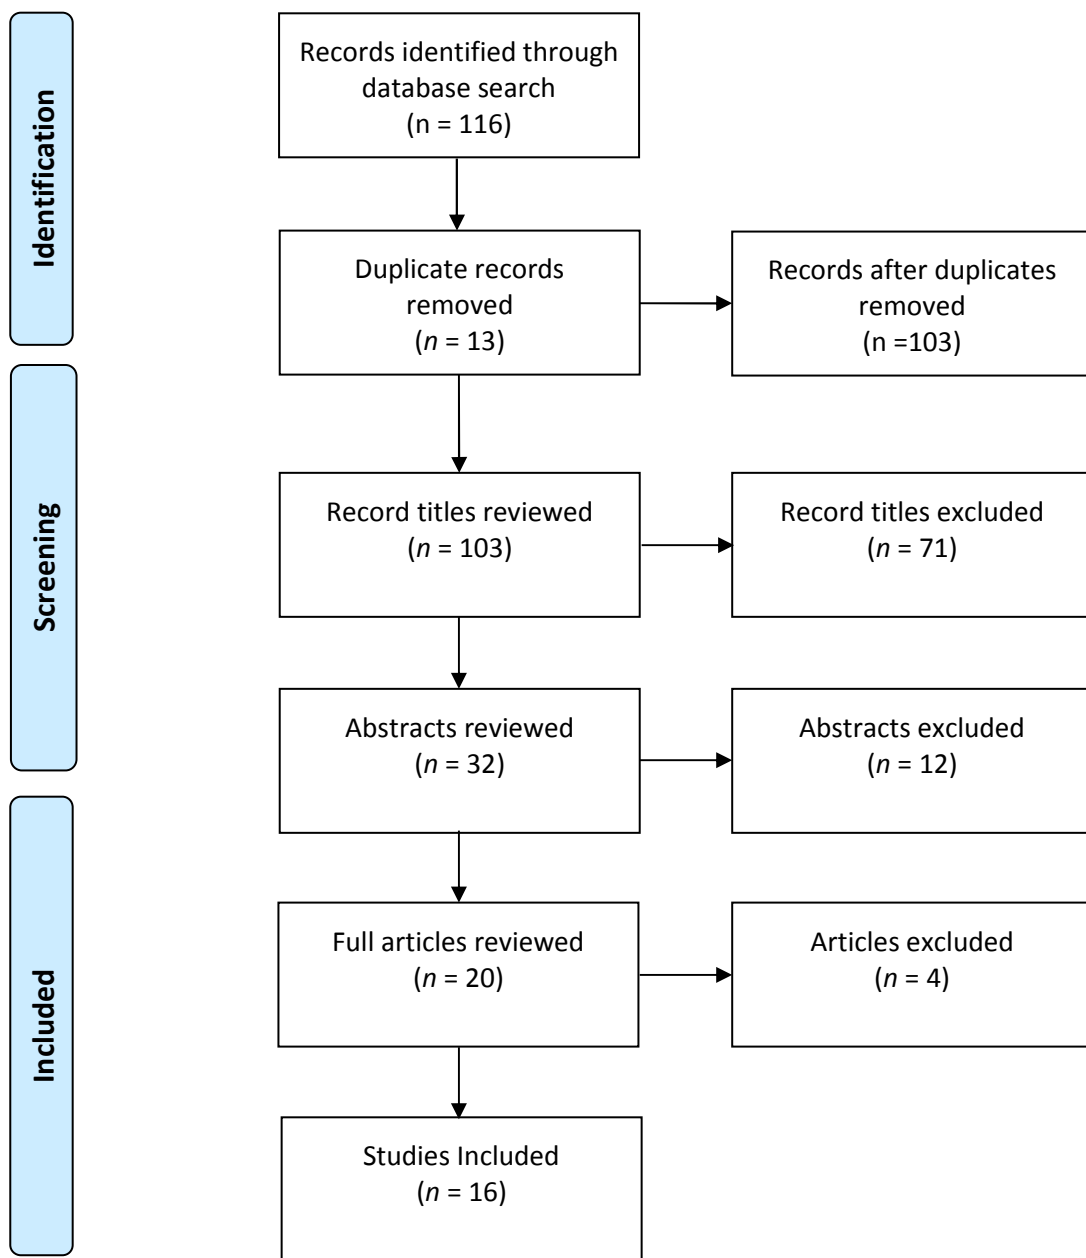 Identification
Records identified through
database search
(n = 116)
Duplicate records
removed
(n = 13)
Records after duplicates
removed
(n =103)
Screening
Record titles reviewed
(n = 103)
Record titles excluded
(n = 71)
Abstracts reviewed
(n = 32)
Abstracts excluded
(n = 12)
Included
Full articles reviewed
(n = 20)
Articles excluded
(n = 4)
Studies Included
(n = 16)